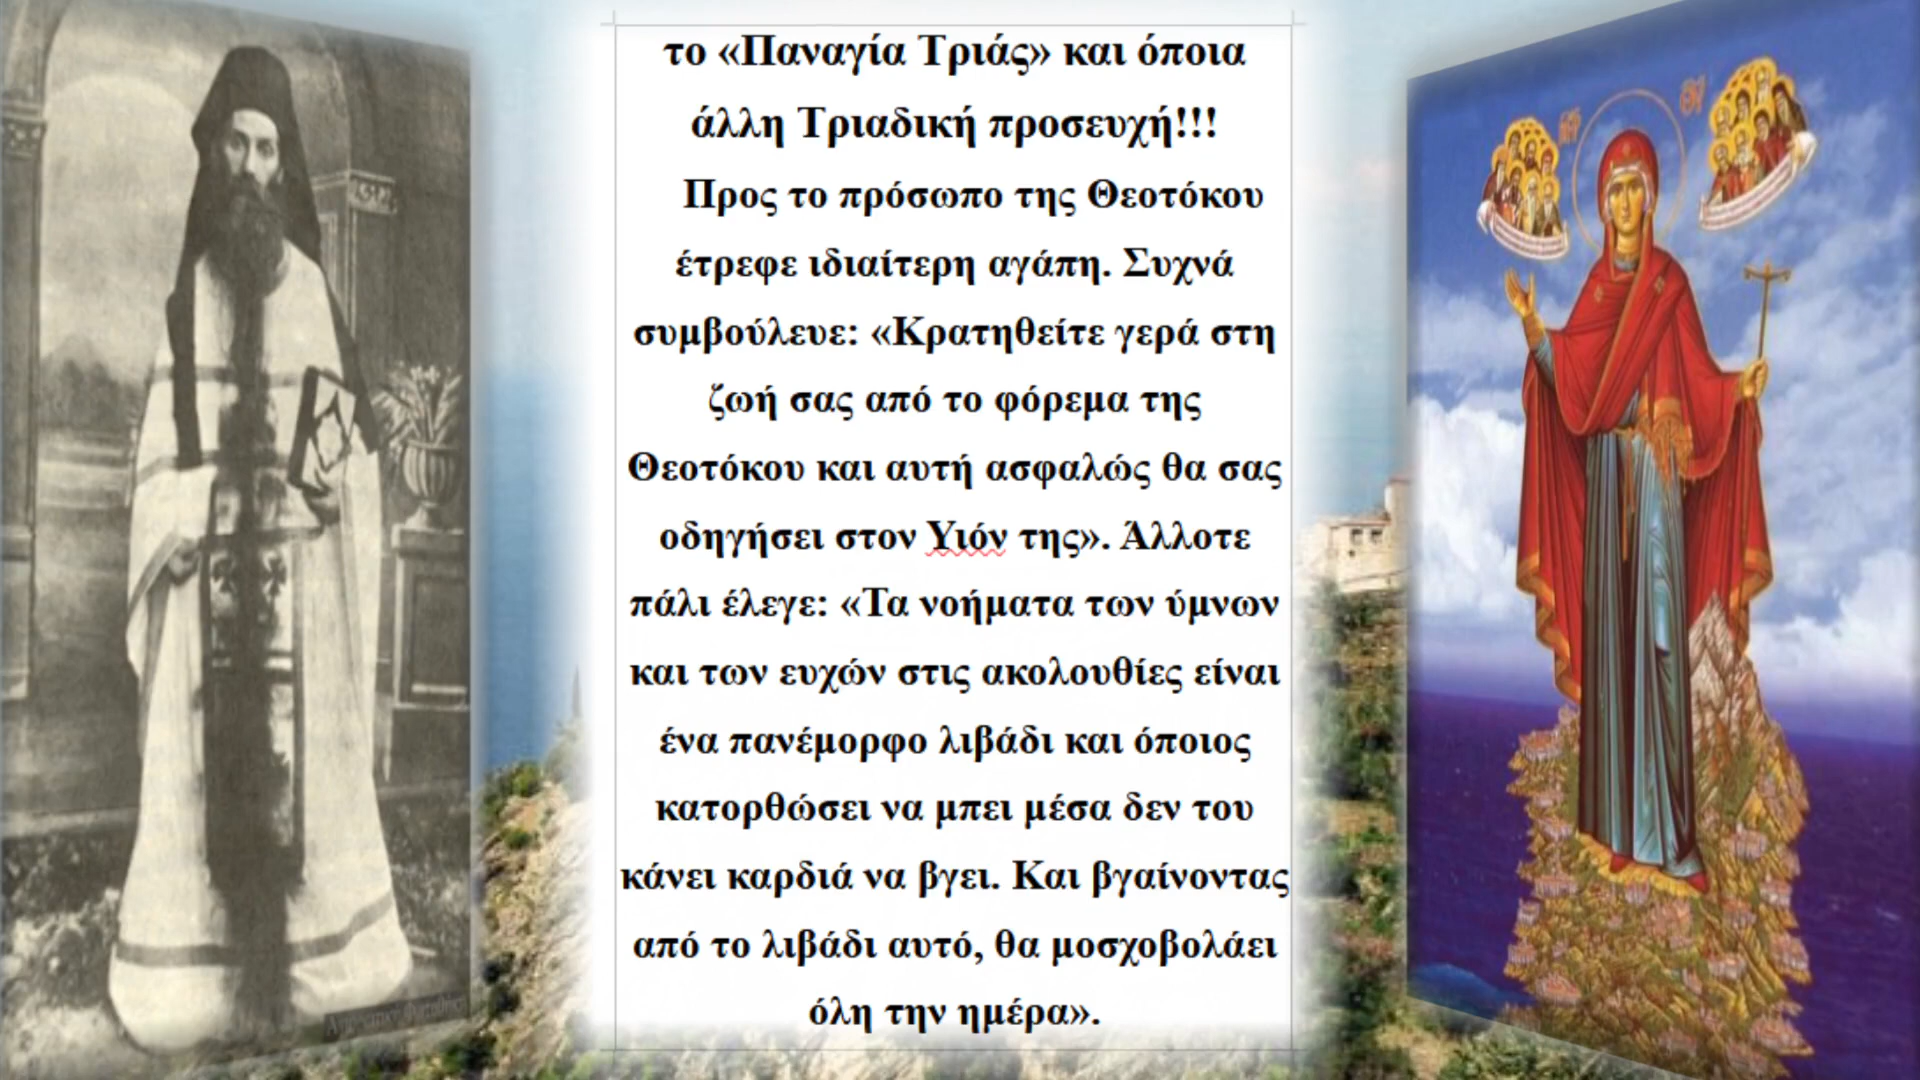 το «Παναγία Τριάς» και όποια
άλλη Τριαδική προσευχή!!!
Προς το πρόσωπο της Θεοτόκου
έτρεφε ιδιαίτερη αγάπη. Συχνά
συμβούλευε: «Κρατηθείτε γερά στη
ζωή σας από το φόρεμα της
Θεοτόκου και αυτή ασφαλώς θα σας
οδηγήσει στον Υιόν της». Άλλοτε
πάλι έλεγε: «Τα νοήματα των ύμνων
και των ευχών στις ακολουθίες είναι
ένα πανέμορφο λιβάδι και όποιος
κατορθώσει να μπει μέσα δεν του
κάνει καρδιά να βγει. Και βγαίνοντας
από το λιβάδι αυτό, θα μοσχοβολάει
όλη την ημέρα».